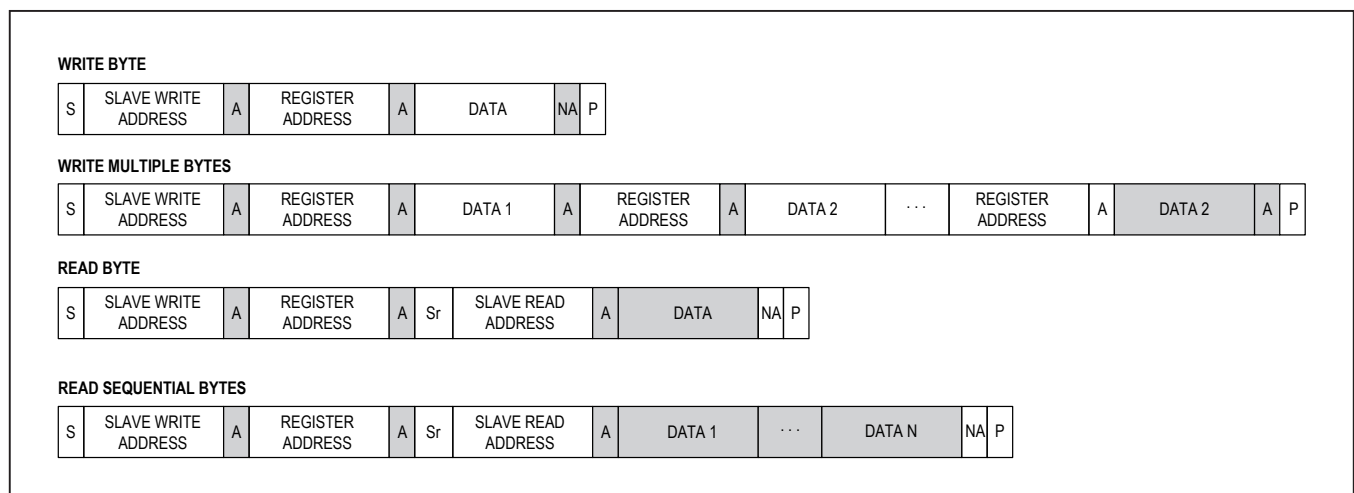 WRITE BYTE
S SLAVE WRITE ADDRESS A REGISTER ADDRESS A DATA NA P
WRITE MULTIPLE BYTES
S SLAVE WRITE ADDRESS A REGISTER ADDRESS A DATA 1 A REGISTER ADDRESS A DATA 2 ... REGISTER ADDRESS A DATA 2 A P
READ BYTE
S SLAVE WRITE ADDRESS A REGISTER ADDRESS A Sr SLAVE READ ADDRESS A DATA NA P
READ SEQUENTIAL BYTES
S SLAVE WRITE ADDRESS A REGISTER ADDRESS A Sr SLAVE READ ADDRESS A DATA 1 ... DATA N NA P